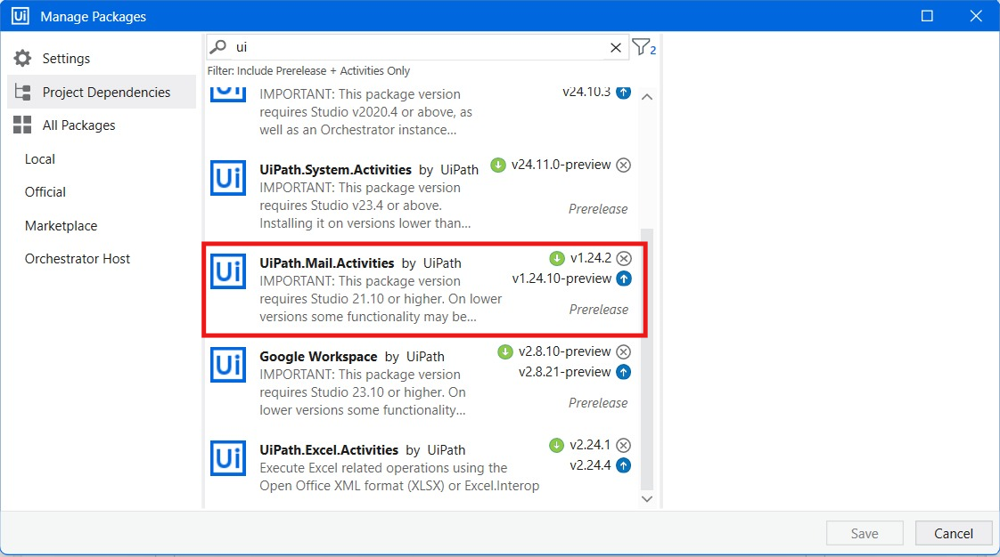 Ui Manage Packages
Settings
Project Dependencies
All Packages
Local
Official
Marketplace
Orchestrator Host
ui
2
Filter: Include Prerelease + Activities Only
Ui
IMPORTANT: This package version
requires Studio v2020.4 or above, as
well as an Orchestrator instance...
v24.10.3
Ui
UiPath.System.Activities by UiPath
v24.11.0-preview
IMPORTANT: This package version
requires Studio v23.4 or above.
Installing it on versions lower than...
Prerelease
Ui
UiPath.Mail.Activities by UiPath
v1.24.2
v1.24.10-preview
IMPORTANT: This package version
requires Studio 21.10 or higher. On lower
versions some functionality may be...
Prerelease
Ui
Google Workspace by UiPath
v2.8.10-preview
v2.8.21-preview
IMPORTANT: This package version
requires Studio 23.10 or higher. On
lower versions some functionality...
Prerelease
Ui
UiPath.Excel.Activities by UiPath
v2.24.1
v2.24.4
Execute Excel related operations using the
Open Office XML format (XLSX) or Excel.Interop
Save
Cancel